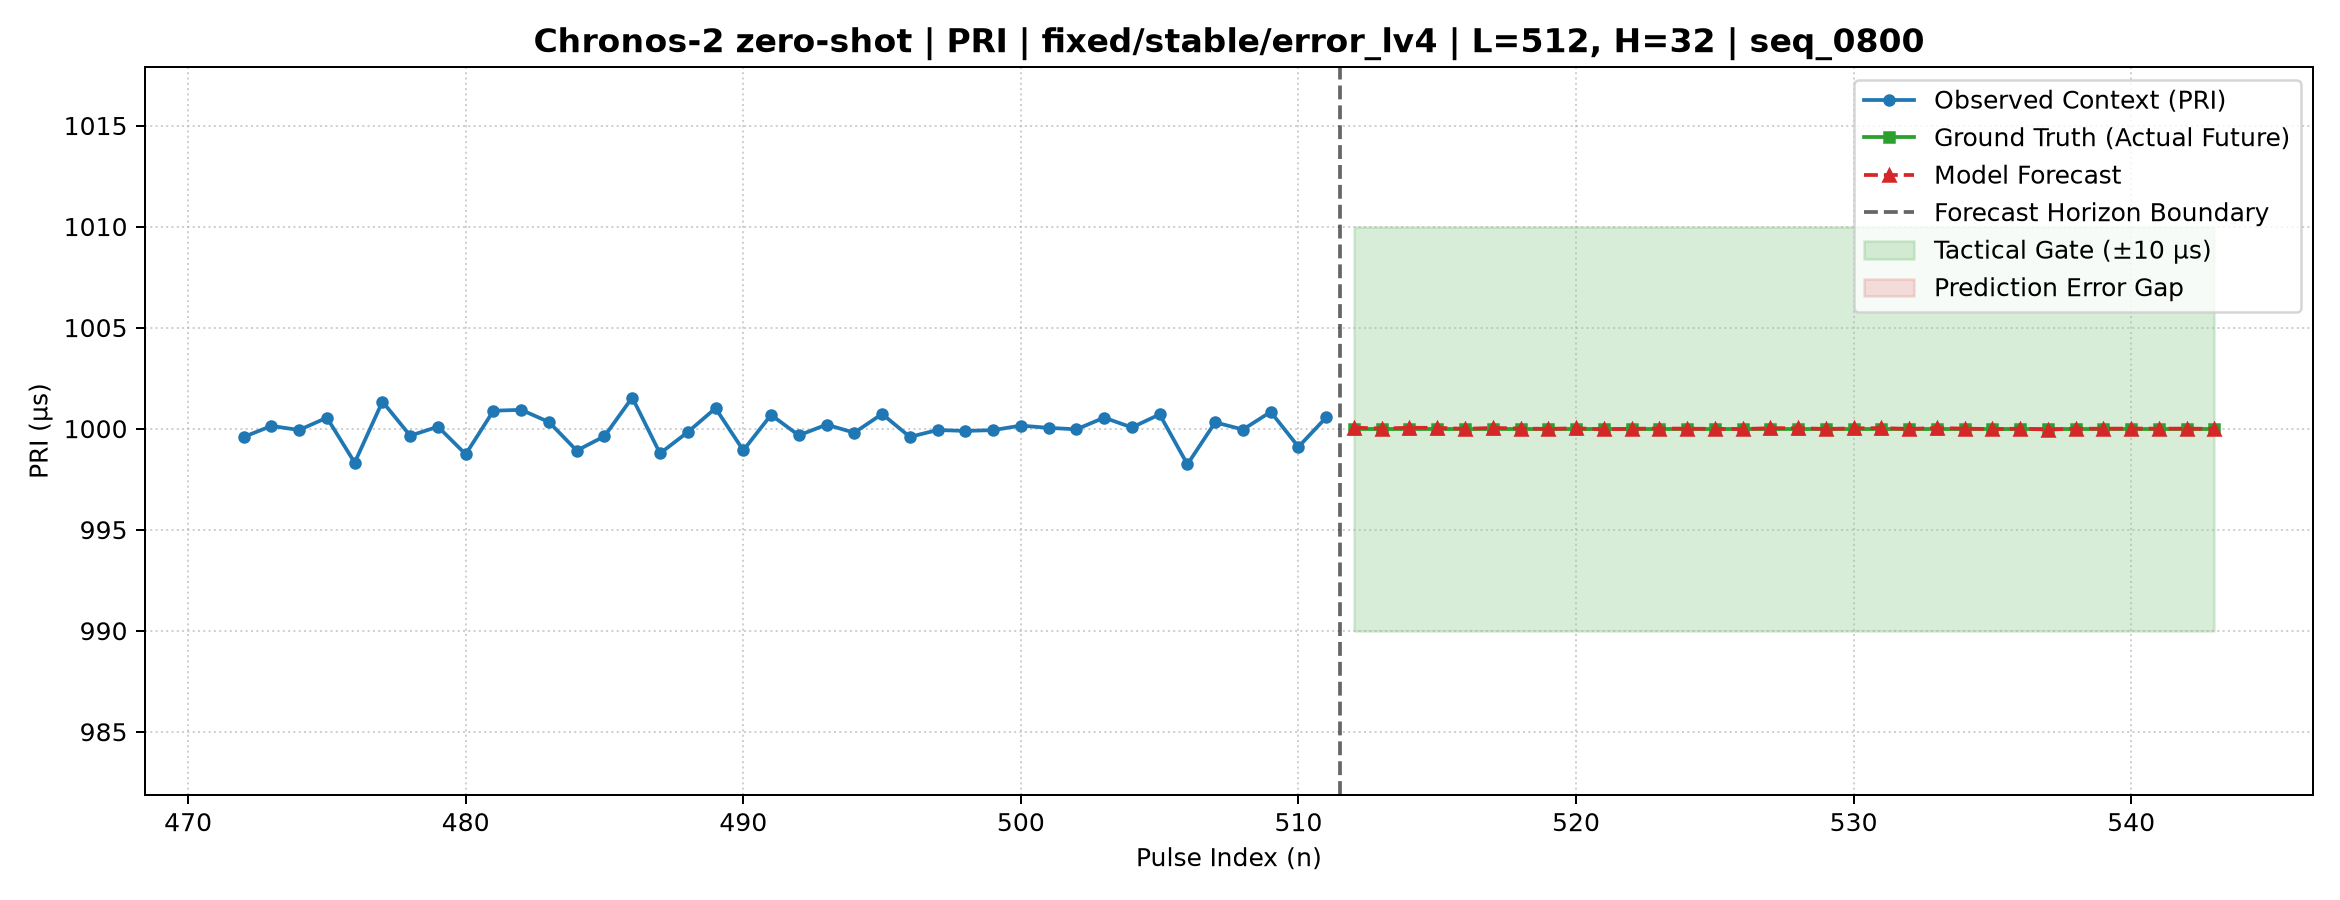 Chronos-2 zero-shot | PRI | fixed/stable/error_lv4 | L=512, H=32 | seq_0800
Observed Context (PRI)
Ground Truth (Actual Future)
Model Forecast
Forecast Horizon Boundary
Tactical Gate (±10 μs)
Prediction Error Gap
PRI (μs)
1015
1010
1005
1000
995
990
985
470 480 490 500 510 520 530 540
Pulse Index (n)